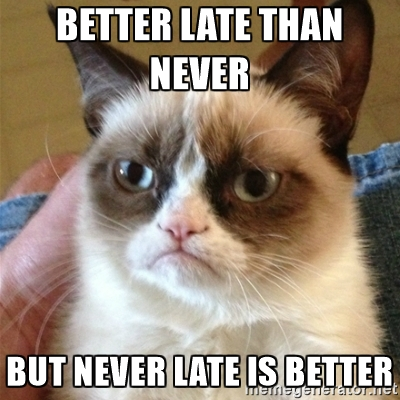 BETTER LATE THAN
NEVER
BUT NEVER LATE IS BETTER
memegenerator.net